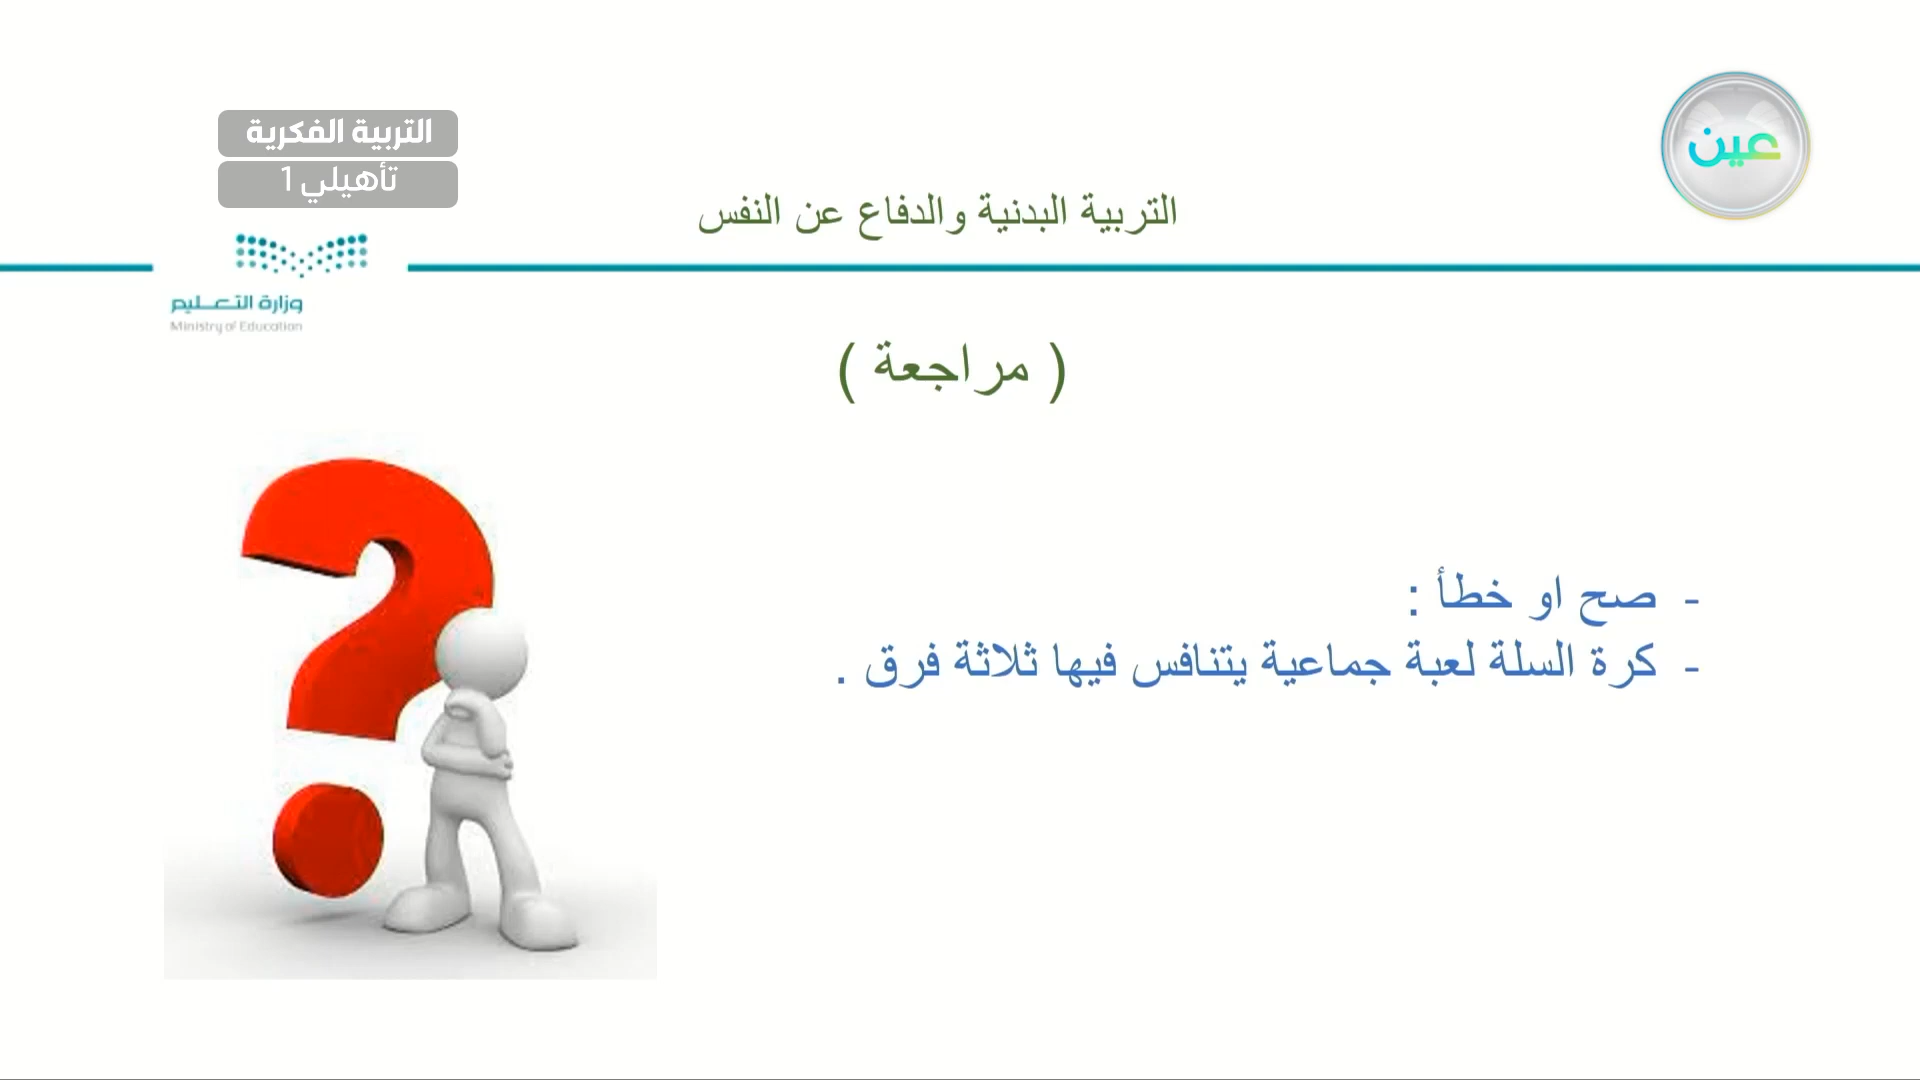 التربية الفكرية
تأهيلي 1
عين
التربية البدنية والدفاع عن النفس
وزارة التعليم
Ministry of Education
( مراجعة )
- صح او خطأ :
- كرة السلة لعبة جماعية يتنافس فيها ثلاثة فرق .